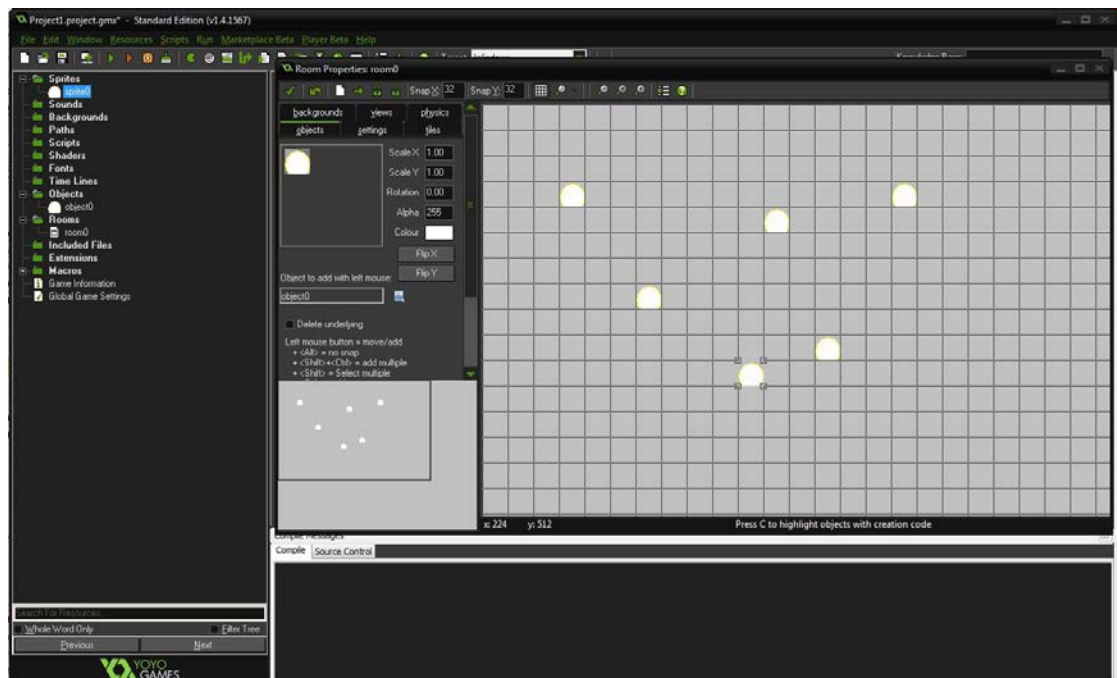 Project1.project.gmx* - Standard Edition (v1.4.1567)
File Edit Window Resources Scripts Run Marketplace Beta Player Beta Help
Sprites
sprite0
Sounds
Backgrounds
Paths
Scripts
Shaders
Fonts
Time Lines
Objects
object0
Rooms
room0
Included Files
Extensions
Macros
Game Information
Global Game Settings
Search For Resources
Whole Word Only Filter Tree
Previous Next
YOYO
GAMES
Room Properties: room0
Snap X: 32 Snap Y: 32
backgrounds views physics
objects settings tiles
Scale X 1.00
Scale Y 1.00
Rotation 0.00
Alpha 255
Colour
Flip X
Flip Y
Object to add with left mouse:
object0
Delete underlying
Left mouse button = move/add
+ <Alt> = no snap
+ <Shift>+<Ctrl> = add multiple
+ <Shift> = Select multiple
x: 224 y: 512 Press C to highlight objects with creation code
Compile Messages
Compile Source Control